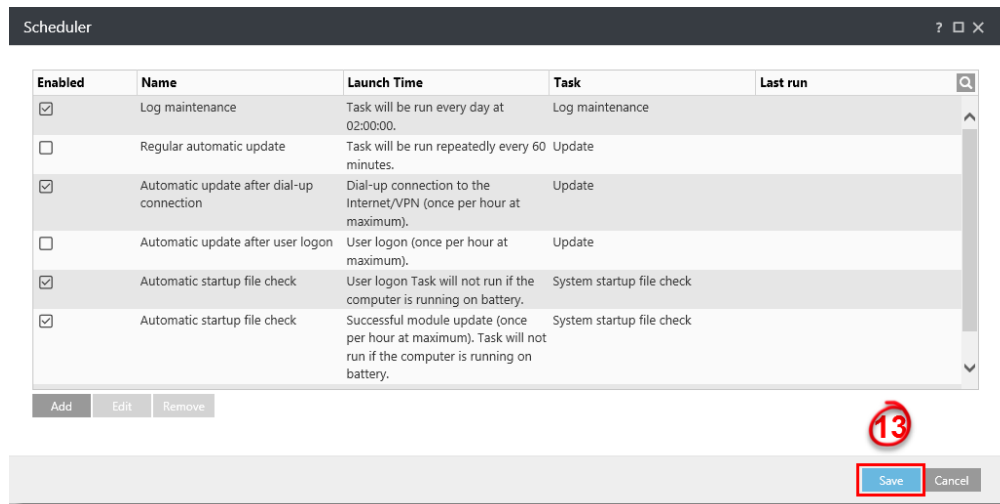 Scheduler
Enabled Name Launch Time Task Last run
Log maintenance Task will be run every day at Log maintenance
02:00:00.
Regular automatic update Task will be run repeatedly every 60 Update
minutes.
Automatic update after dial-up Dial-up connection to the Update
connection Internet/VPN (once per hour at
maximum).
Automatic update after user logon User logon (once per hour at Update
maximum).
Automatic startup file check User logon Task will not run if the System startup file check
computer is running on battery.
Automatic startup file check Successful module update (once System startup file check
per hour at maximum). Task will not
run if the computer is running on
battery.
Add Edit Remove
13
Save Cancel